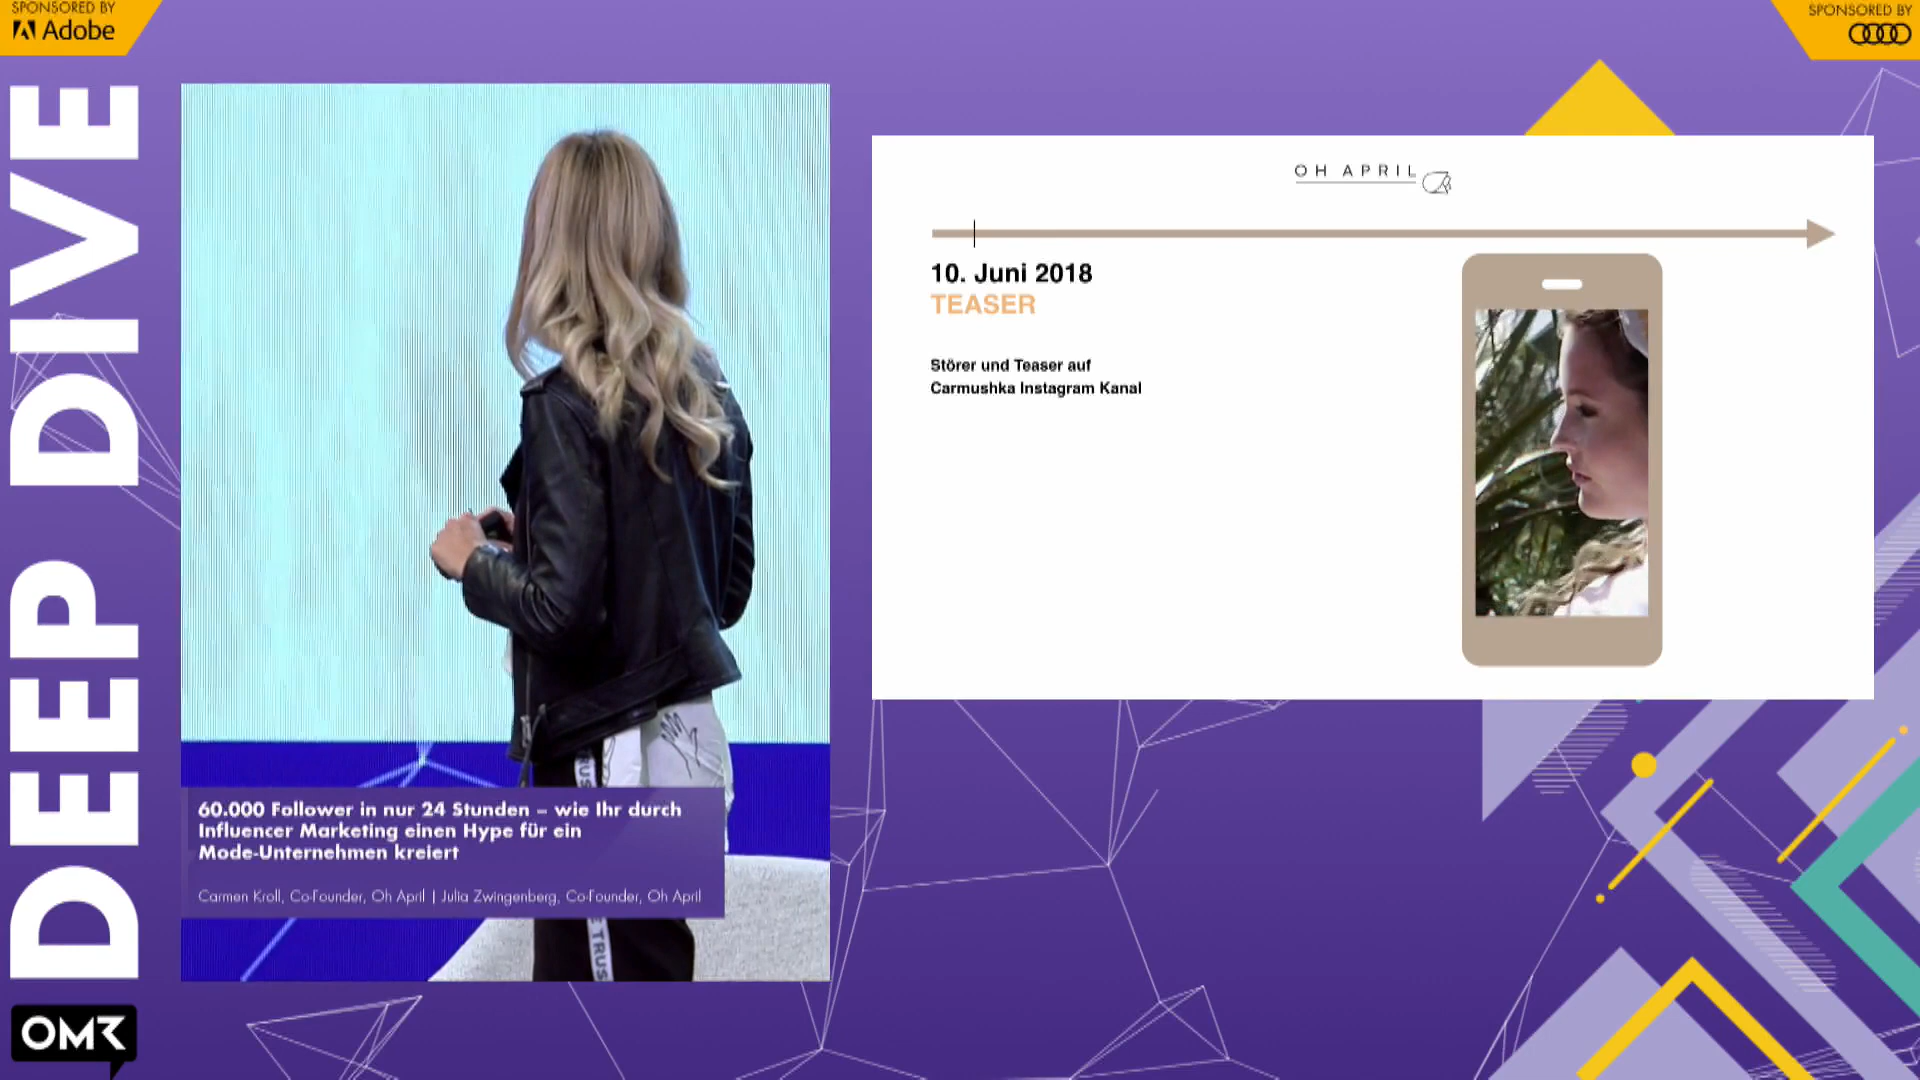 SPONSORED BY
Adobe
SPONSORED BY
DEEP DIVE
OH APRIL
10. Juni 2018
TEASER
Störer und Teaser auf
Carmushka Instagram Kanal
60.000 Follower in nur 24 Stunden – wie Ihr durch
Influencer Marketing einen Hype für ein
Mode-Unternehmen kreiert
Carmen Kroll, Co-Founder, Oh April | Julia Zwingenberg, Co-Founder, Oh April
TRUS
OMR